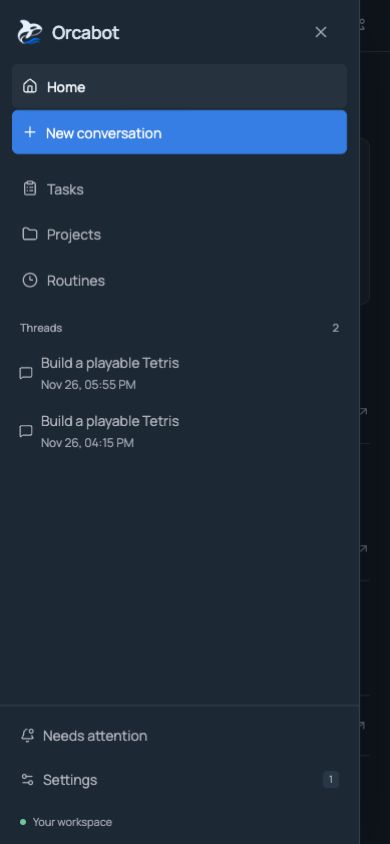 Orcabot
Home
New conversation
Tasks
Projects
Routines
Threads 2
Build a playable Tetris
Nov 26, 05:55 PM
Build a playable Tetris
Nov 26, 04:15 PM
Needs attention
Settings 1
Your workspace